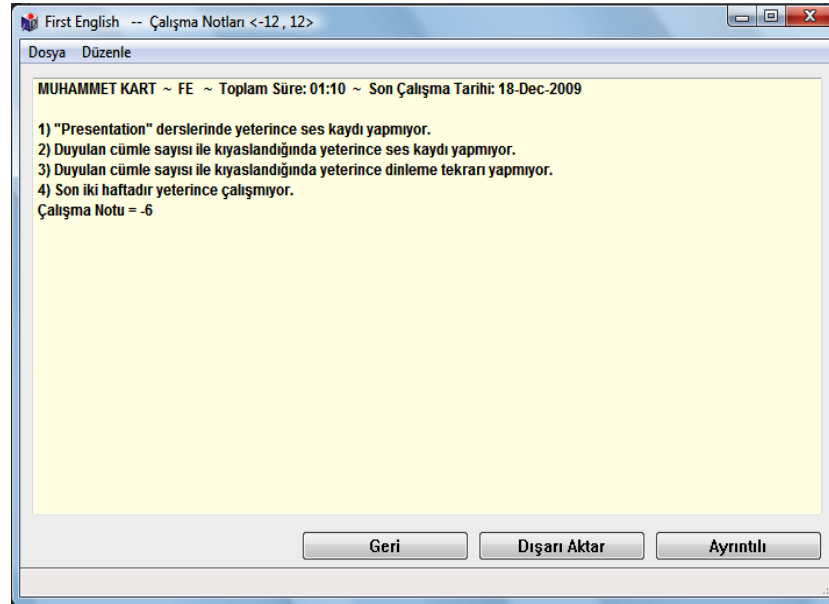 First English -- Çalışma Notları <-12 , 12>
Dosya Düzenle
MUHAMMET KART ~ FE ~ Toplam Süre: 01:10 ~ Son Çalışma Tarihi: 18-Dec-2009
1) "Presentation" derslerinde yeterince ses kaydı yapmıyor.
2) Duyulan cümle sayısı ile kıyaslandığında yeterince ses kaydı yapmıyor.
3) Duyulan cümle sayısı ile kıyaslandığında yeterince dinleme tekrarı yapmıyor.
4) Son iki haftadır yeterince çalışmıyor.
Çalışma Notu = -6
Geri Dışarı Aktar Ayrıntılı